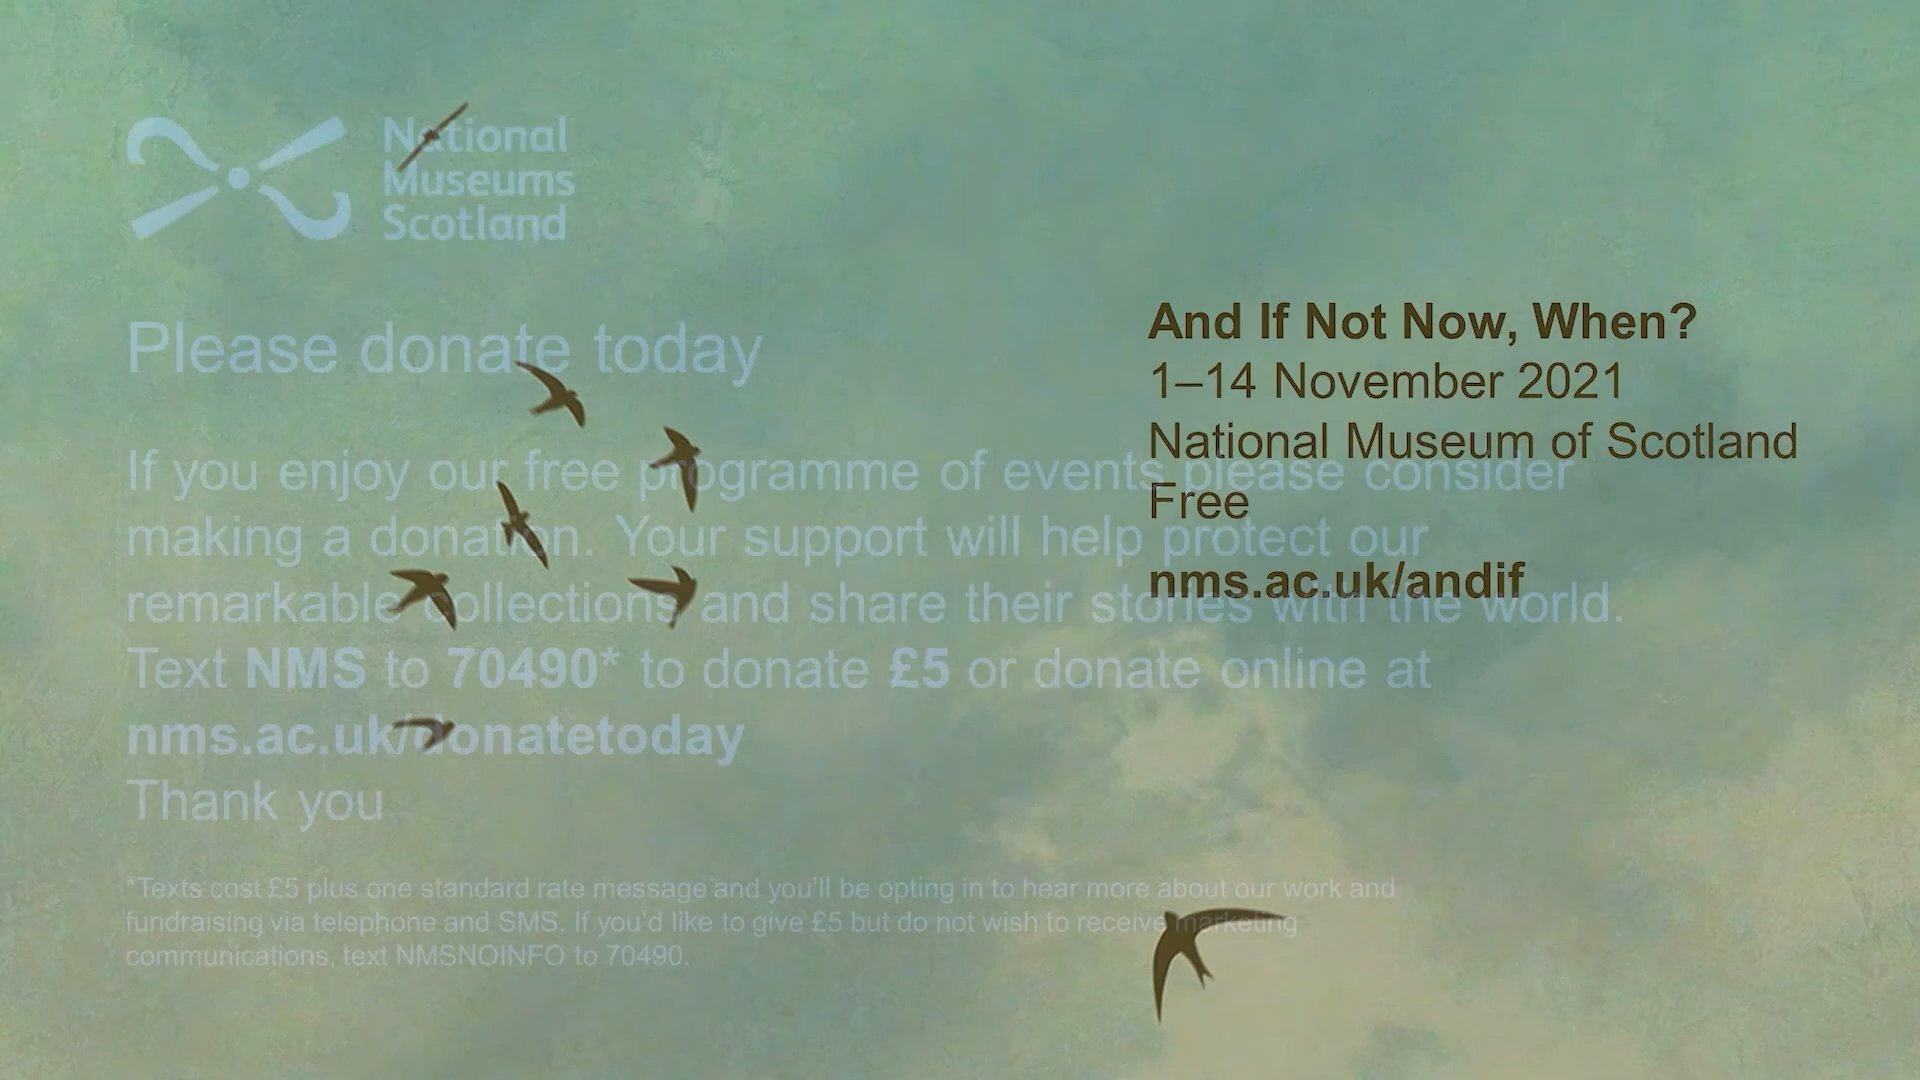 National
Museums
Scotland
Please donate today
If you enjoy our free programme of events please consider
making a donation. Your support will help protect our
remarkable collections and share their stories with the world.
Text NMS to 70490* to donate £5 or donate online at
nms.ac.uk/donatetoday
Thank you
*Texts cost £5 plus one standard rate message and you'll be opting in to hear more about our work and
fundraising via telephone and SMS. If you'd like to give £5 but do not wish to receive marketing
communications, text NMSNOINFO to 70490.
And If Not Now, When?
1–14 November 2021
National Museum of Scotland
Free
nms.ac.uk/andif